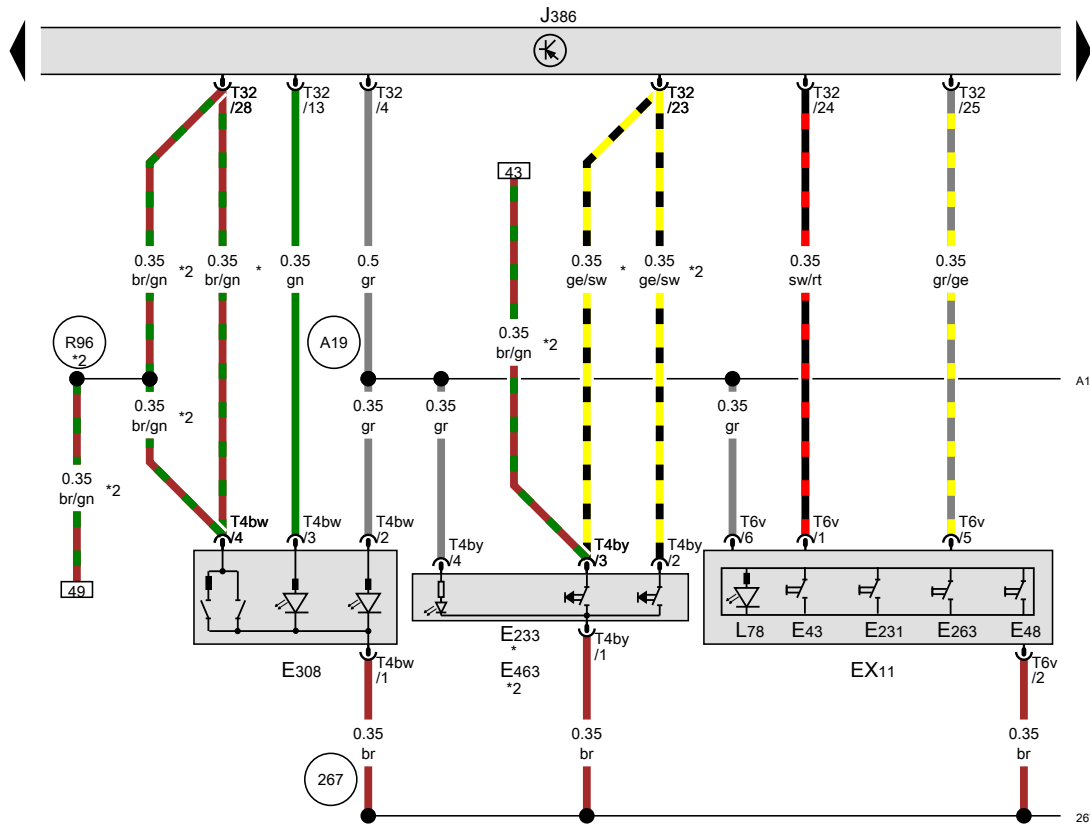 J386
T32
/28
T32
/13
T32
/4
T32
/23
T32
/24
T32
/25
43
0.35
br/gn
*2
0.35
br/gn
*
0.35
gn
0.5
gr
0.35
ge/sw
*
0.35
ge/sw
*2
0.35
sw/rt
0.35
gr/ge
R96
*2
A19
0.35
br/gn
*2
A1
0.35
br/gn
*2
0.35
gr
0.35
gr
0.35
gr
0.35
br/gn
*2
49
T4bw
/4
T4bw
/3
T4bw
/2
T4by
/4
T4by
/3
T4by
/2
T6v
/6
T6v
/1
T6v
/5
L78
E43
E231
E263
E48
E308
T4bw
/1
E233
*
E463
*2
T4by
/1
EX11
T6v
/2
0.35
br
0.35
br
0.35
br
267
26